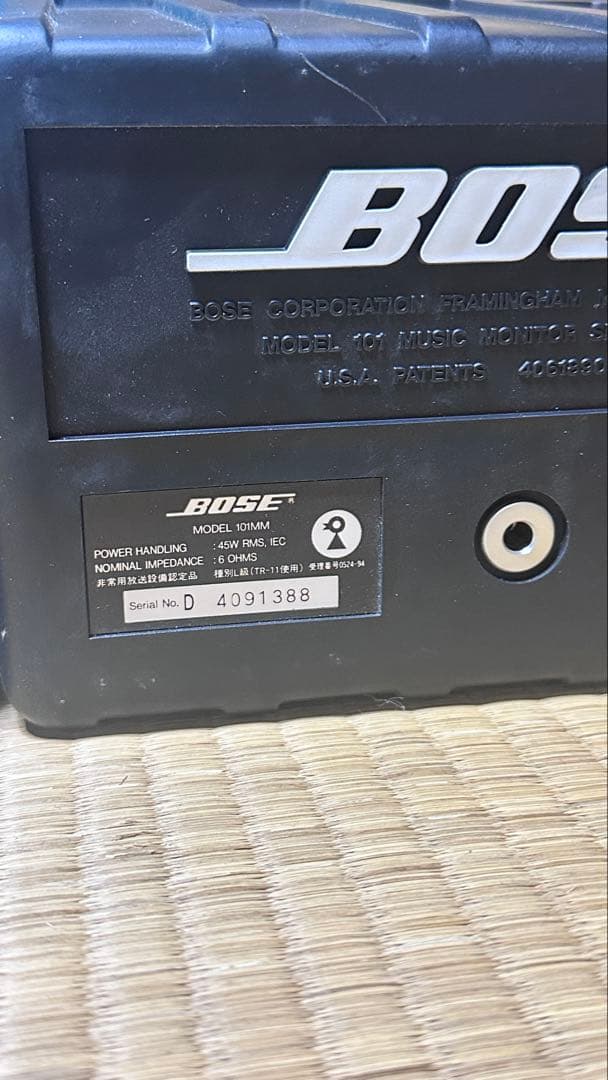 BOSE
BOSE CORPORATION FRAMINGHAM
MODEL 101 MUSIC MONITOR
U.S.A. PATENTS 4061990
BOSE
MODEL 101MM
POWER HANDLING : 45W RMS, IEC
NOMINAL IMPEDANCE : 6 OHMS
非常用放送設備認定品 種別L級(TR-11使用) 受理番号0524-94
Serial No. D 4091388